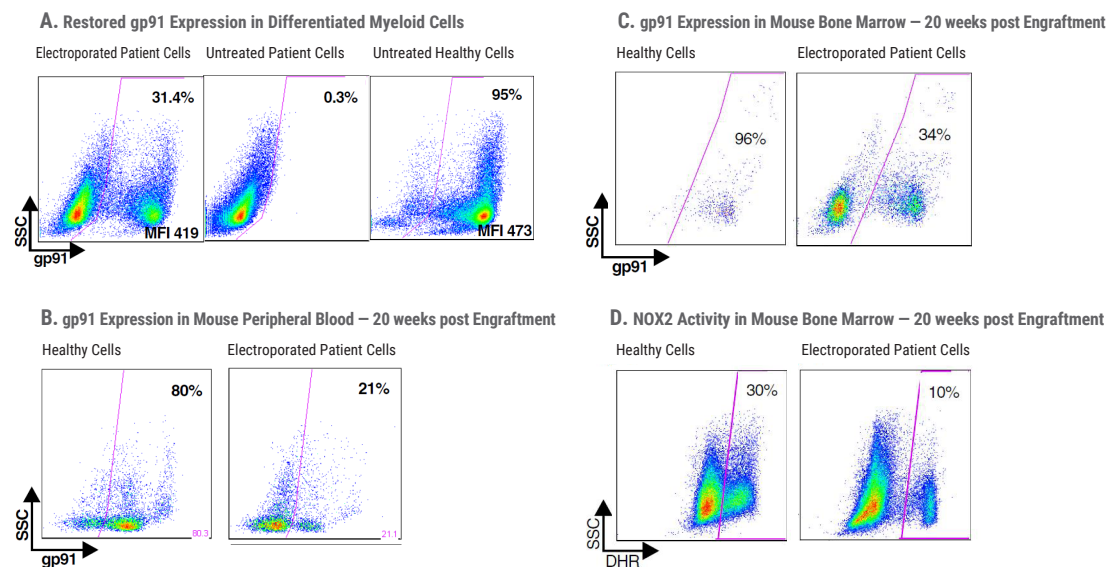 A. Restored gp91 Expression in Differentiated Myeloid Cells
Electroporated Patient Cells
Untreated Patient Cells
Untreated Healthy Cells
31.4%
0.3%
95%
MFI 419
MFI 473
SSC
gp91
B. gp91 Expression in Mouse Peripheral Blood – 20 weeks post Engraftment
Healthy Cells
Electroporated Patient Cells
80%
21%
80.3
21.1
SSC
gp91
C. gp91 Expression in Mouse Bone Marrow – 20 weeks post Engraftment
Healthy Cells
Electroporated Patient Cells
96%
34%
SSC
gp91
D. NOX2 Activity in Mouse Bone Marrow – 20 weeks post Engraftment
Healthy Cells
Electroporated Patient Cells
30%
10%
SSC
DHR